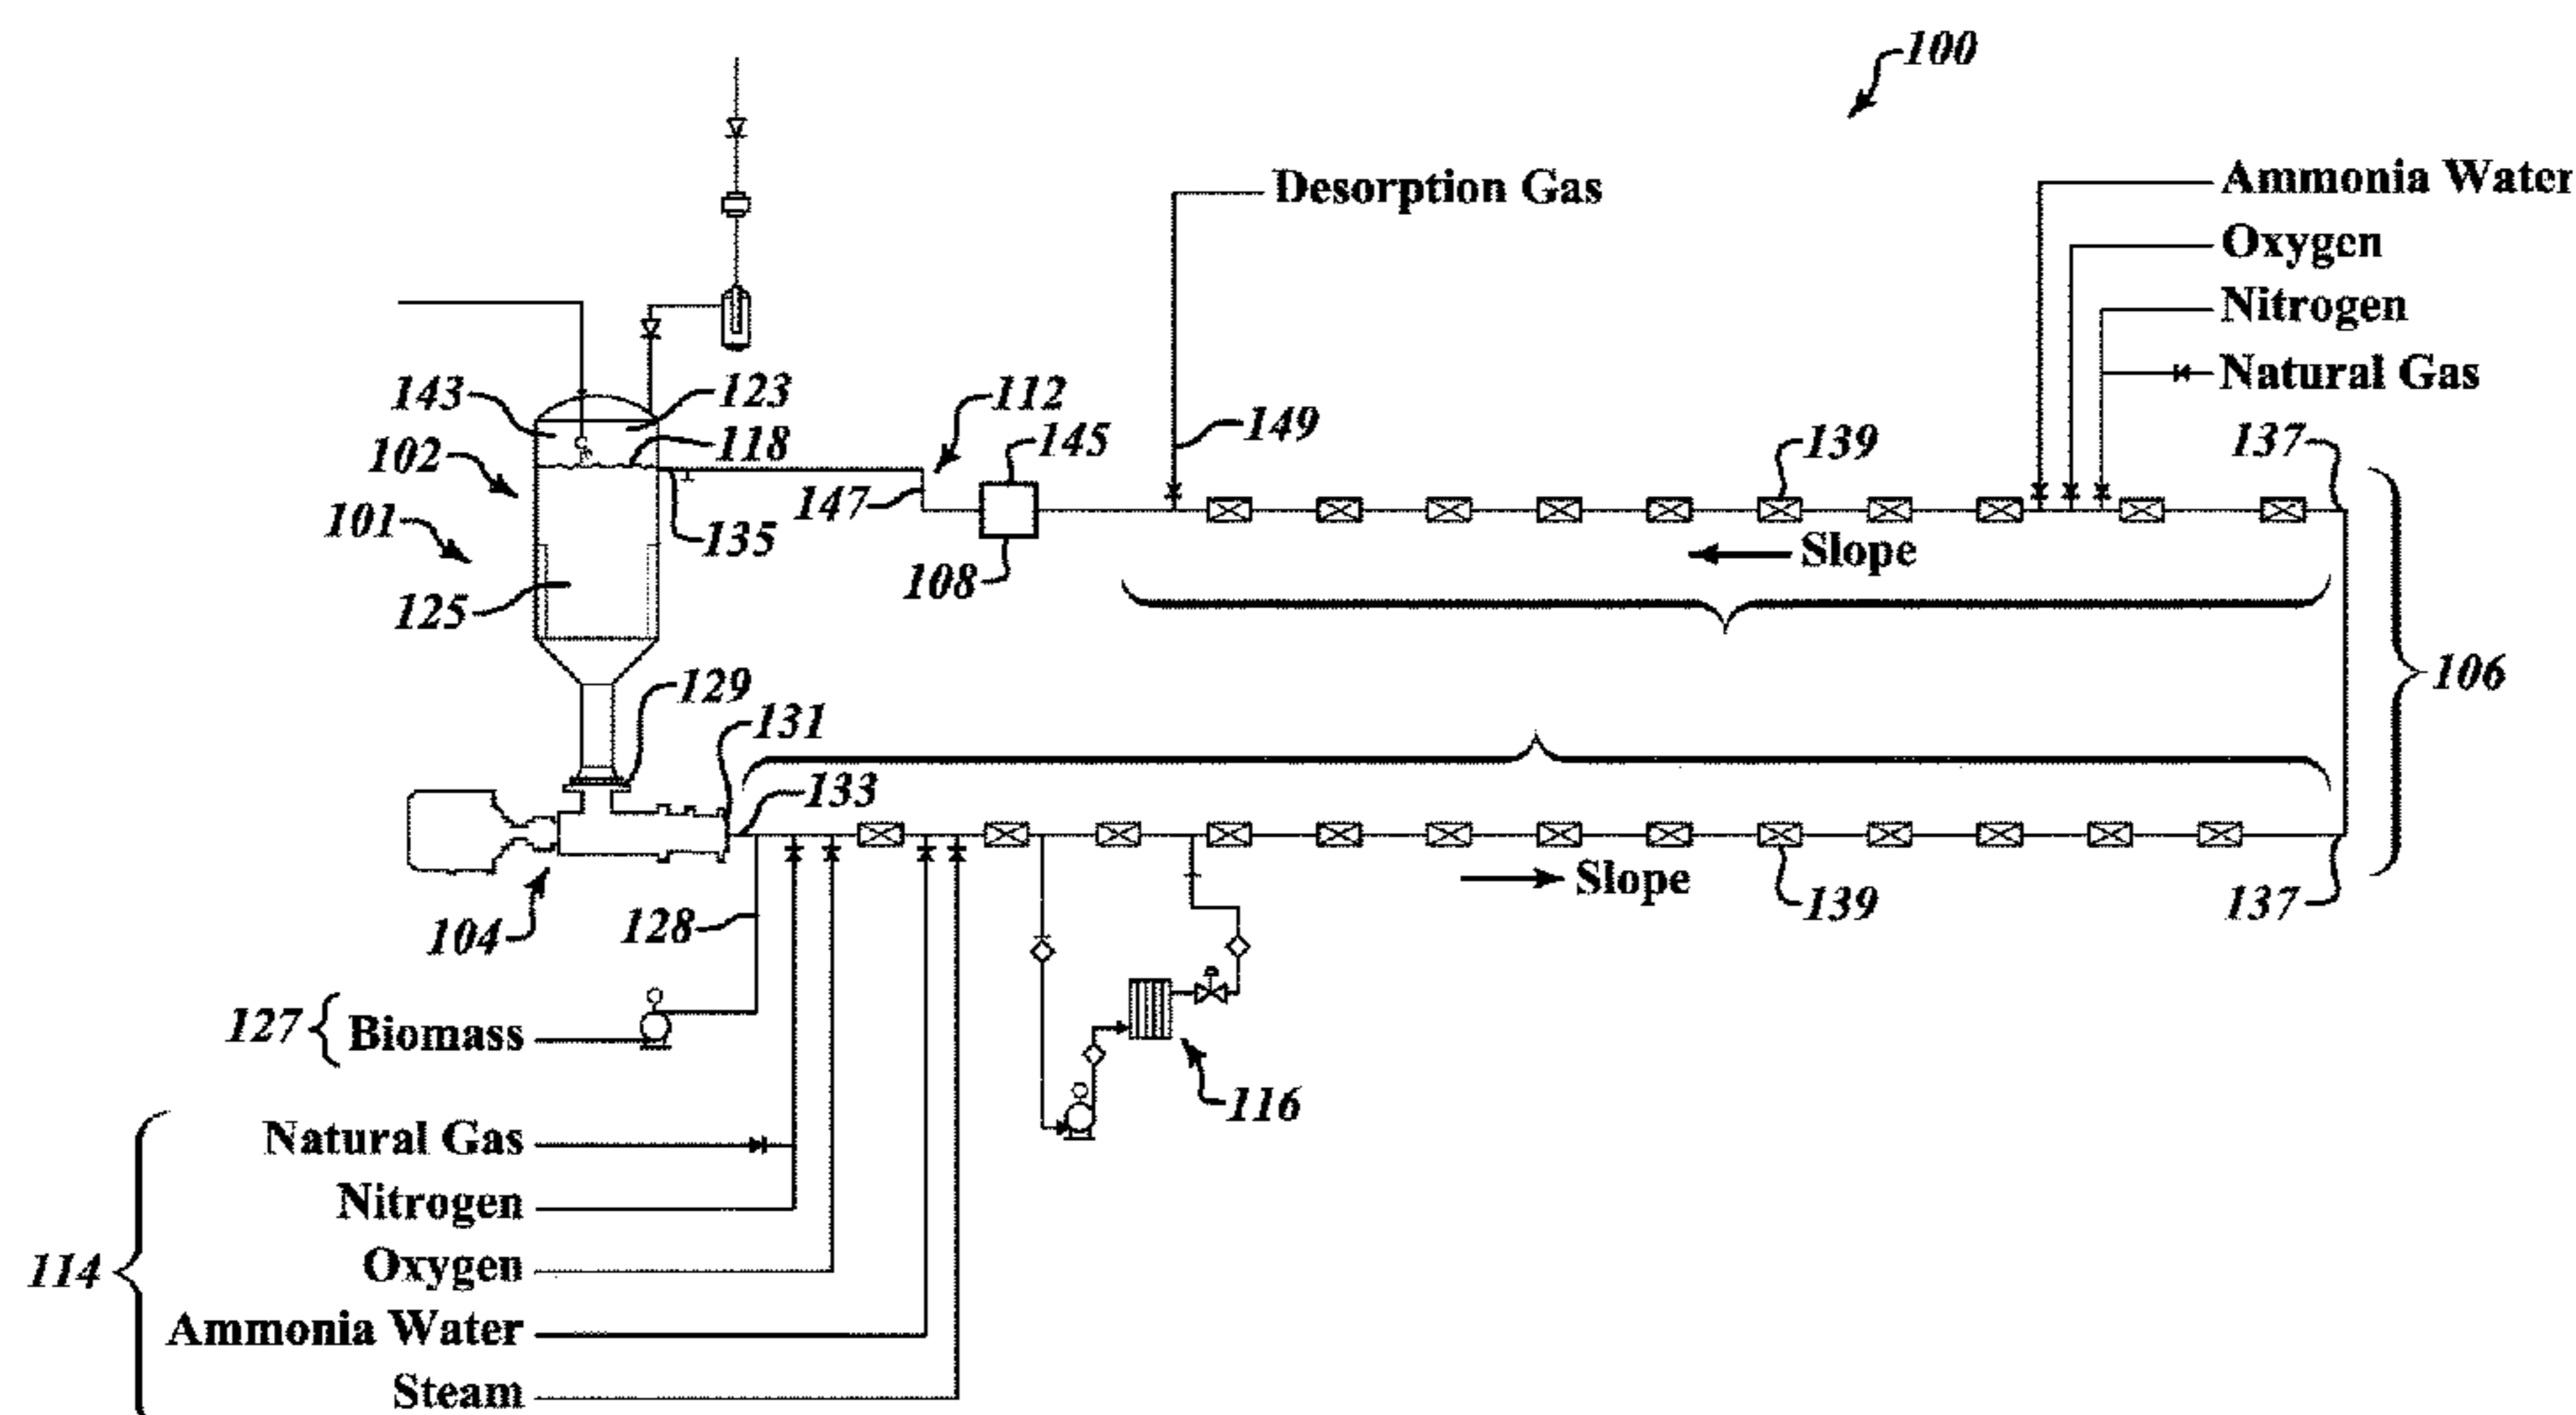 100
Desorption Gas
Ammonia Water
Oxygen
Nitrogen
Natural Gas
143
123
112
102
118
149
145
139
137
101
147
135
108
Slope
125
106
129
131
133
Slope
139
137
104
128
127 { Biomass
116
Natural Gas
Nitrogen
114
Oxygen
Ammonia Water
Steam